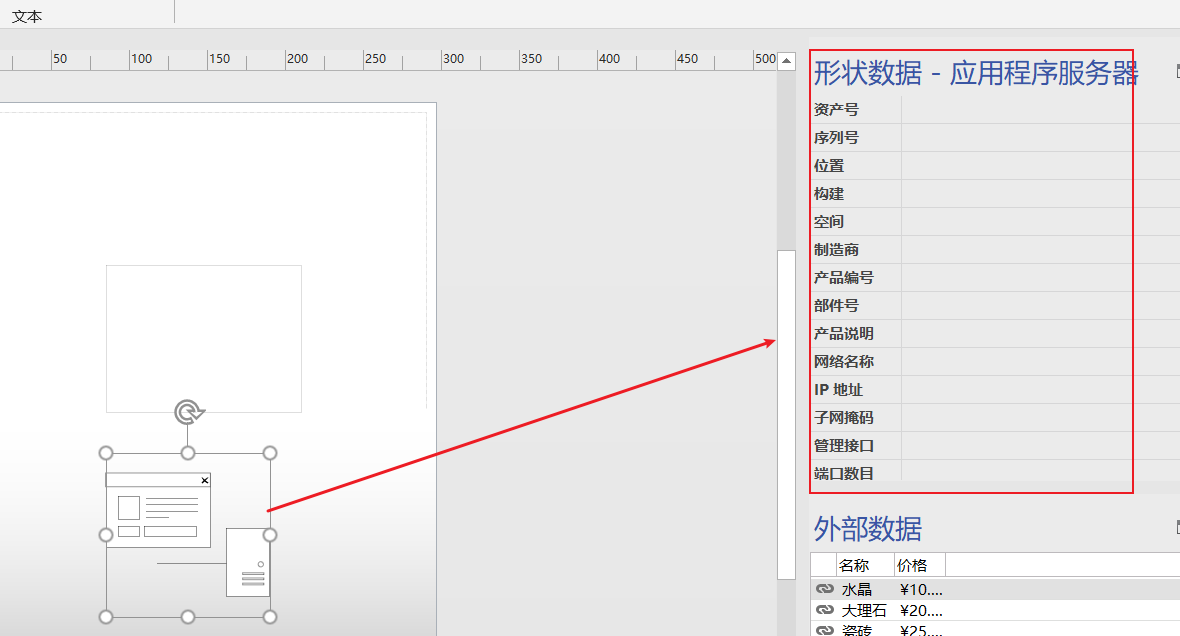 文本
50 100 150 200 250 300 350 400 450 500
形状数据 - 应用程序服务器
资产号
序列号
位置
构建
空间
制造商
产品编号
部件号
产品说明
网络名称
IP 地址
子网掩码
管理接口
端口数目
外部数据
名称 价格
水晶 ¥10....
大理石 ¥20....
瓷砖 ¥25....